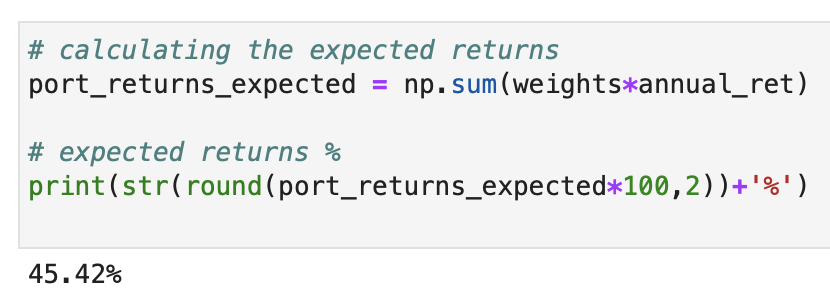 # calculating the expected returns
port_returns_expected = np.sum(weights*annual_ret)
# expected returns %
print(str(round(port_returns_expected*100,2))+'%')
45.42%